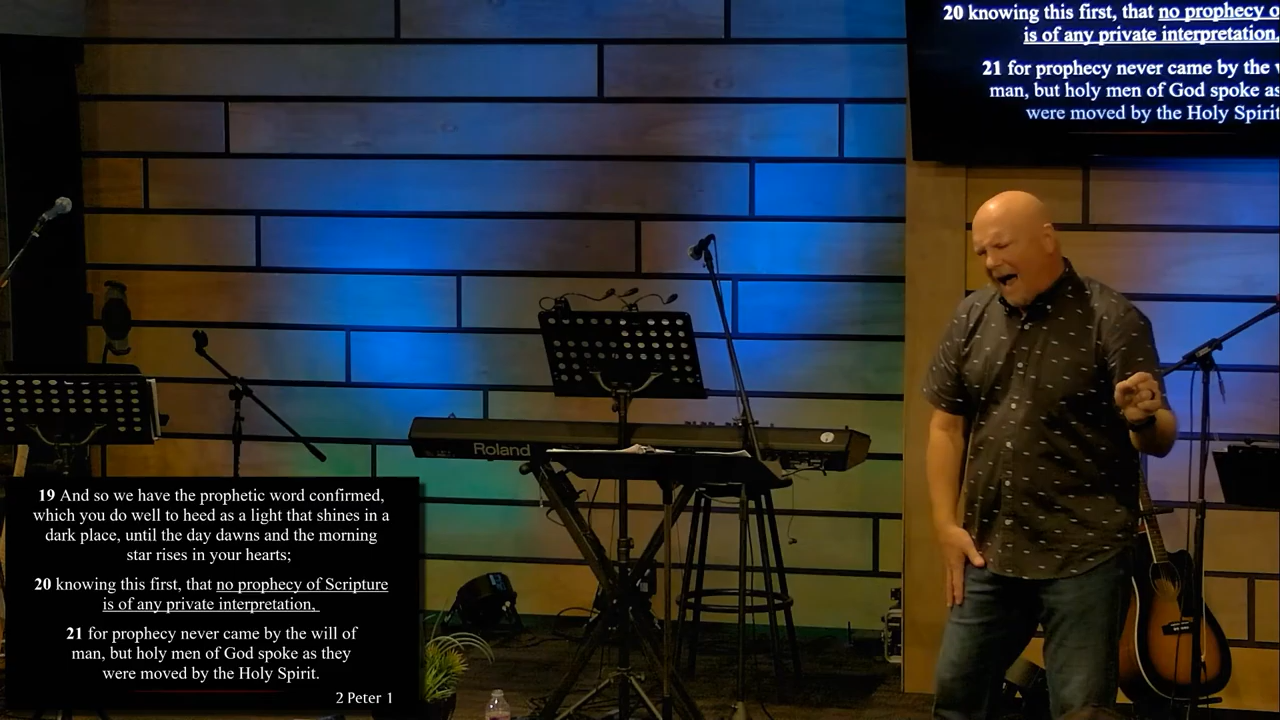 20 knowing this first, that no prophecy
is of any private interpretation,
21 for prophecy never came by the
man, but holy men of God spoke as
were moved by the Holy Spirit
Roland
19 And so we have the prophetic word confirmed,
which you do well to heed as a light that shines in a
dark place, until the day dawns and the morning
star rises in your hearts;
20 knowing this first, that no prophecy of Scripture
is of any private interpretation,
21 for prophecy never came by the will of
man, but holy men of God spoke as they
were moved by the Holy Spirit.
2 Peter 1